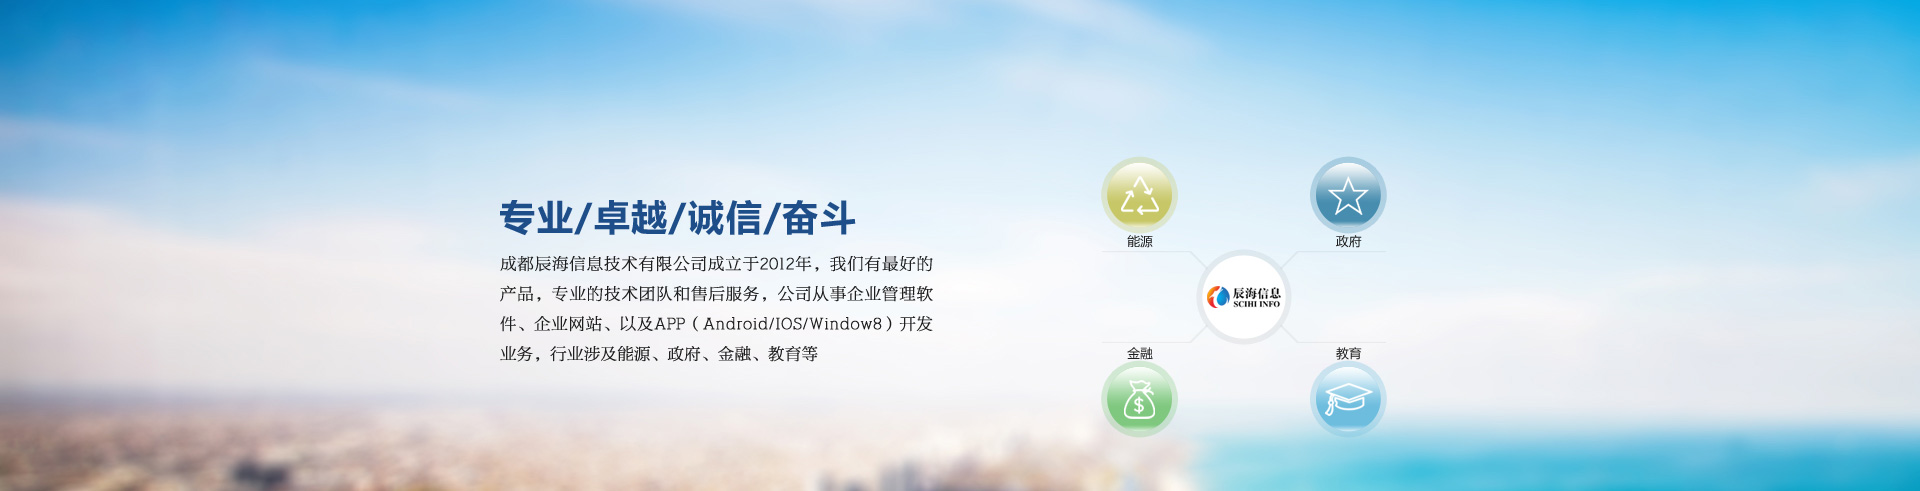 专业/卓越/诚信/奋斗
成都辰海信息技术有限公司成立于2012年，我们有最好的
产品，专业的技术团队和售后服务，公司从事企业管理软
件、企业网站、以及APP（Android/IOS/Window8）开发
业务，行业涉及能源、政府、金融、教育等
能源
政府
辰海信息
SCIHI INFO
金融
教育
$